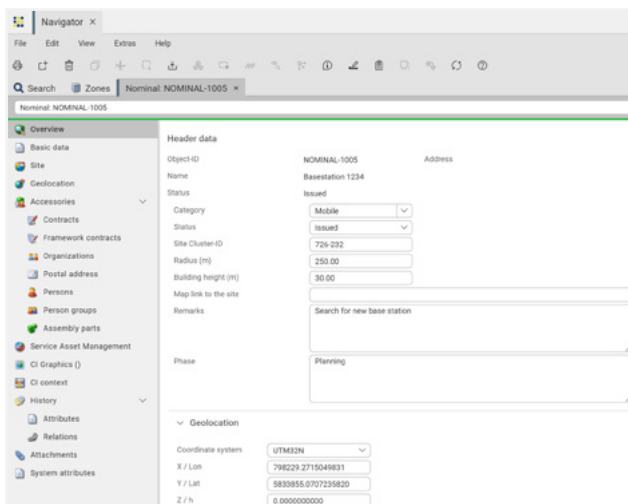 Navigator ×
File Edit View Extras Help
Search Zones Nominal: NOMINAL-1005 ×
Nominal: NOMINAL-1005
Overview
Basic data
Site
Geolocation
Accessories
Contracts
Framework contracts
Organizations
Postal address
Persons
Person groups
Assembly parts
Service Asset Management
CI Graphics ()
CI context
History
Attributes
Relations
Attachments
System attributes
Header data
Object-ID NOMINAL-1005 Address
Name Basestation 1234
Status Issued
Category Mobile
Status Issued
Site Cluster-ID 726-232
Radius (m) 250.00
Building height (m) 30.00
Map link to the site
Remarks Search for new base station
Phase Planning
Geolocation
Coordinate system UTM32N
X / Lon 798229.2715049831
Y / Lat 5833855.0707235820
Z / h 0.0000000000